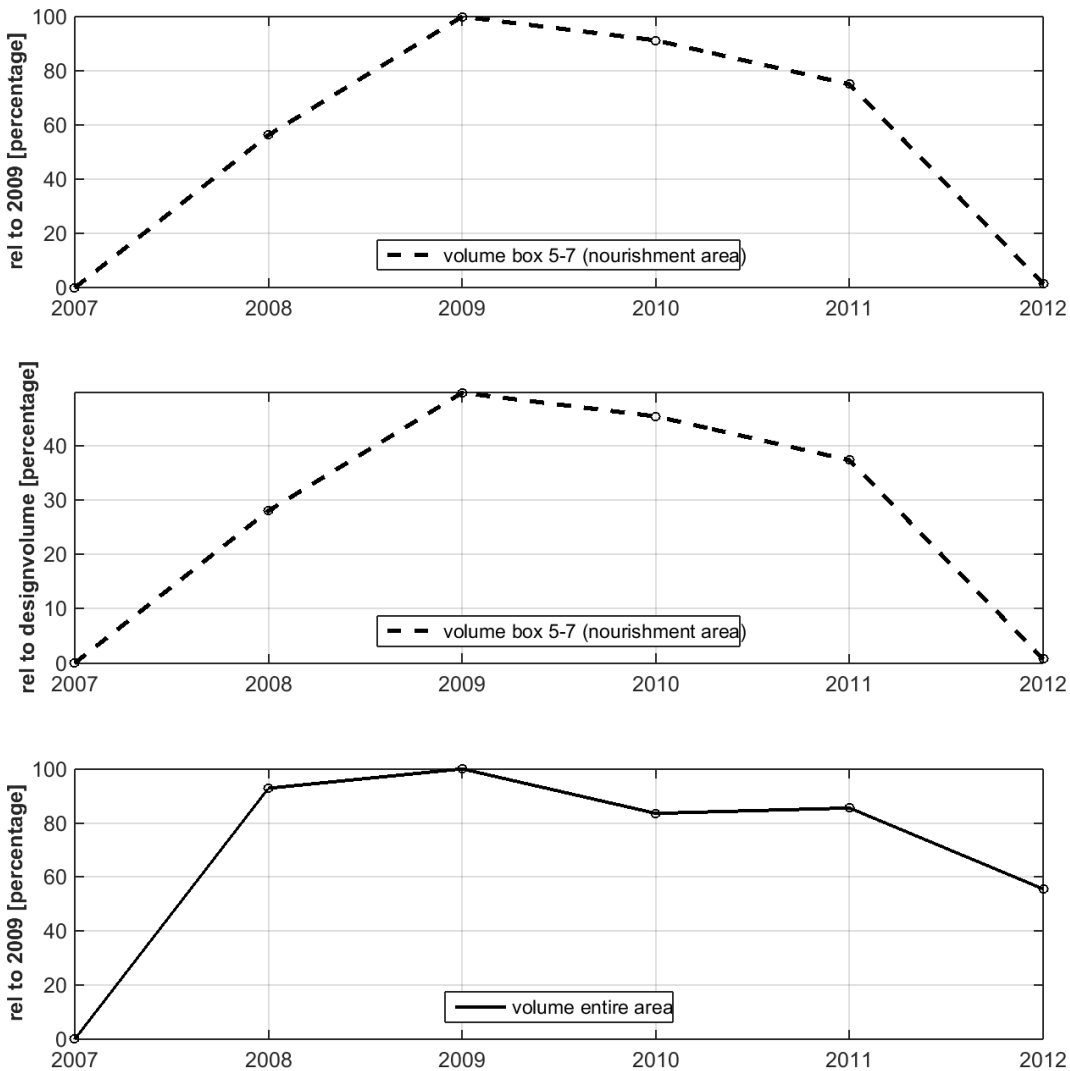 rel to 2009 [percentage]
100
80
60
40
20
0
volume box 5-7 (nourishment area)
2007 2008 2009 2010 2011 2012
rel to designvolume [percentage]
40
30
20
10
0
volume box 5-7 (nourishment area)
2007 2008 2009 2010 2011 2012
rel to 2009 [percentage]
100
80
60
40
20
0
volume entire area
2007 2008 2009 2010 2011 2012